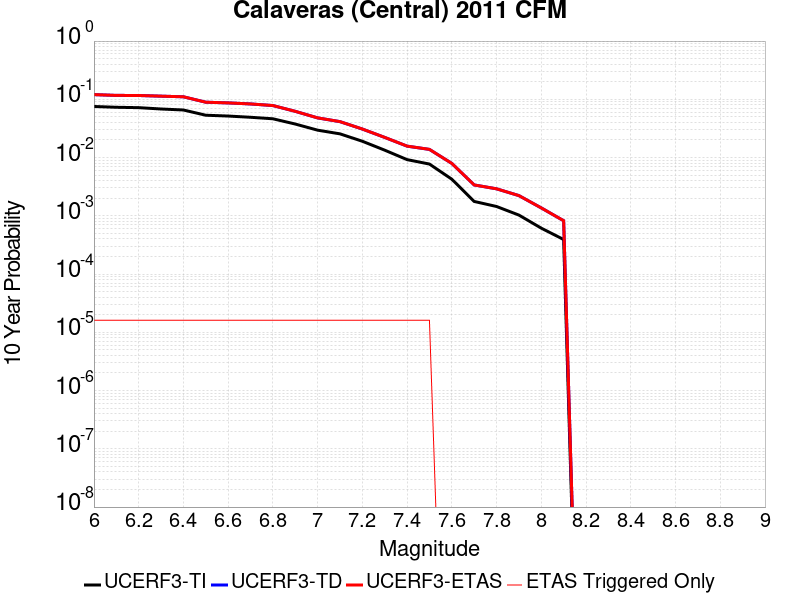 Calaveras (Central) 2011 CFM
10^0
10^-1
10^-2
10^-3
10^-4
10^-5
10^-6
10^-7
10^-8
10 Year Probability
6 6.2 6.4 6.6 6.8 7 7.2 7.4 7.6 7.8 8 8.2 8.4 8.6 8.8 9
Magnitude
UCERF3-TI UCERF3-TD UCERF3-ETAS ETAS Triggered Only